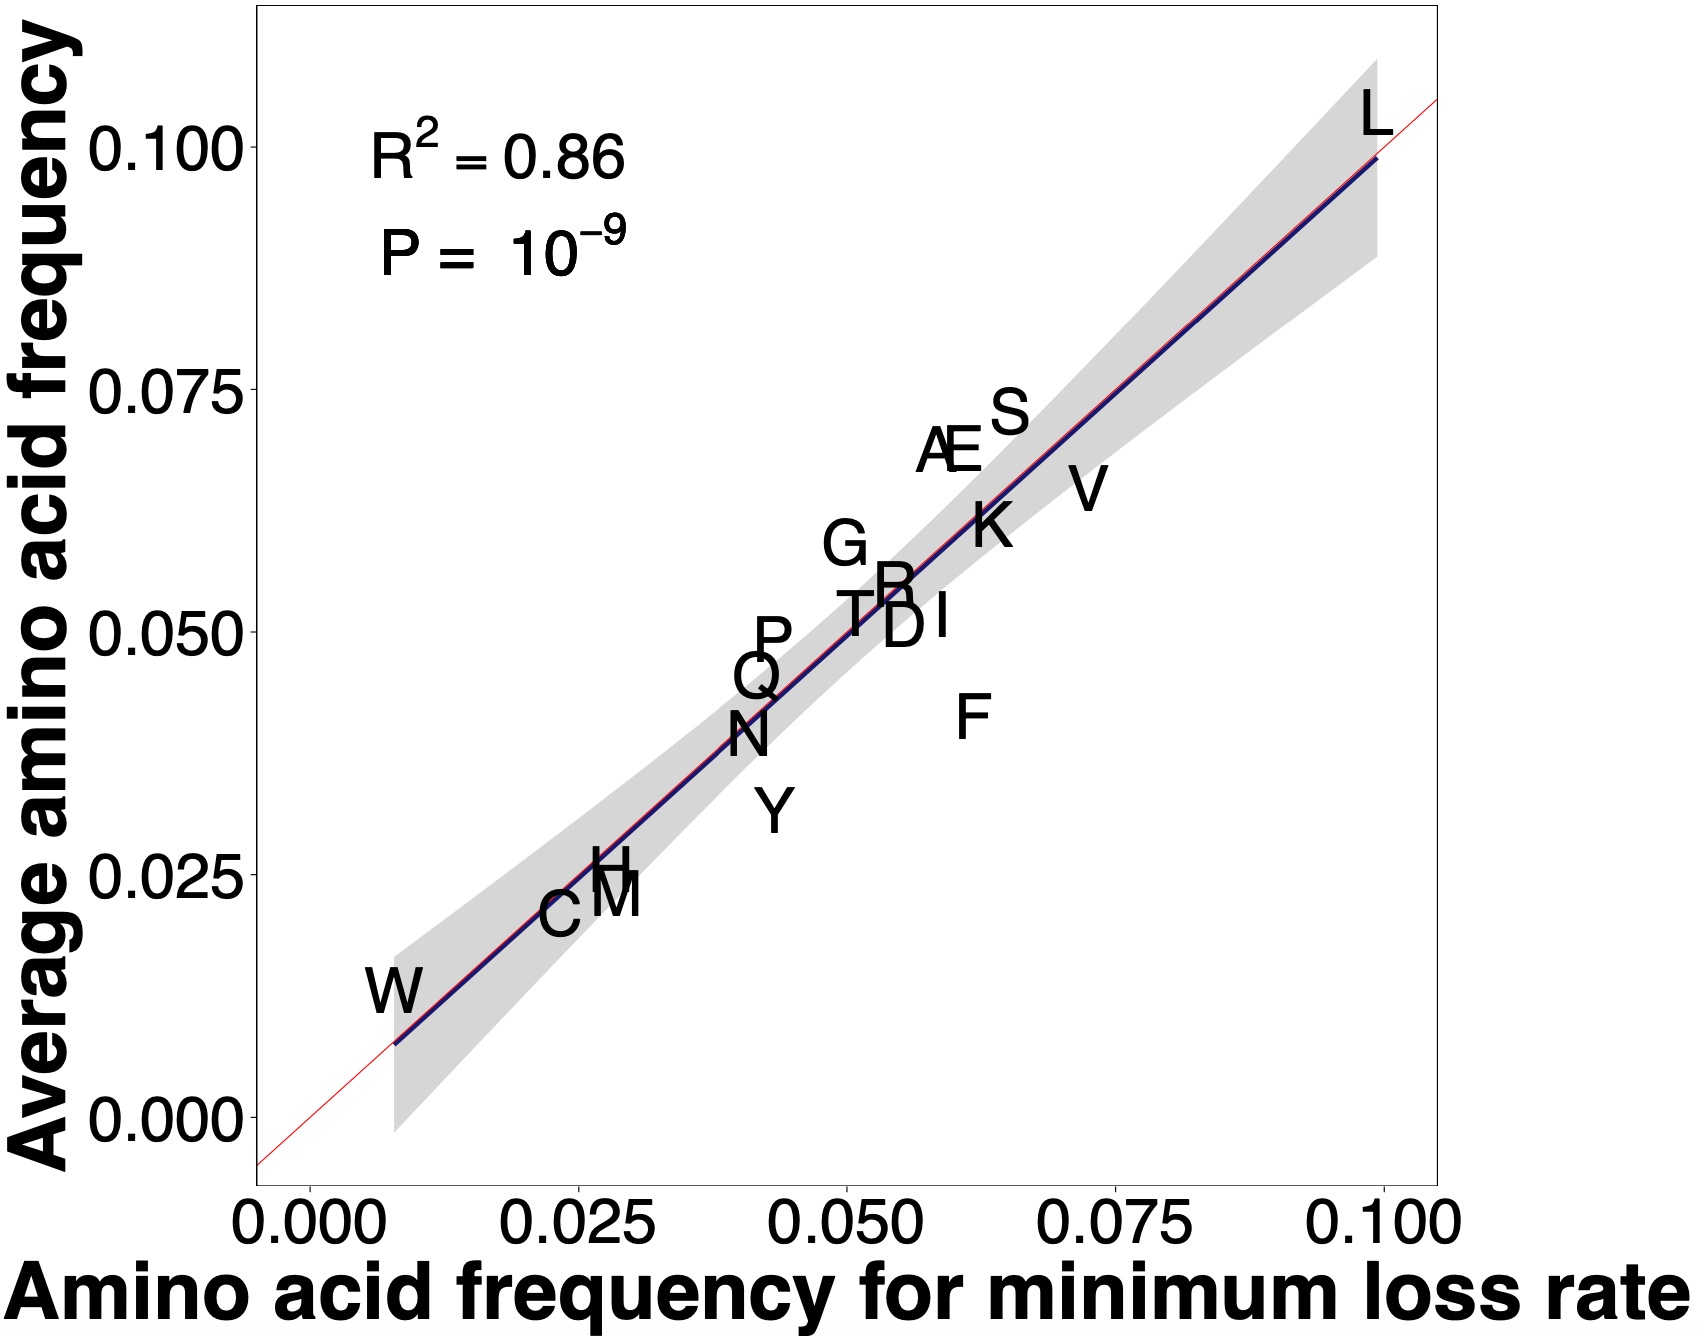 Average amino acid frequency
0.100
0.075
0.050
0.025
0.000
R² = 0.86
P = 10⁻⁹
L
S
A E
V
K
G
R
T
D I
P
Q
F
N
Y
H
M
C
W
0.000 0.025 0.050 0.075 0.100
Amino acid frequency for minimum loss rate